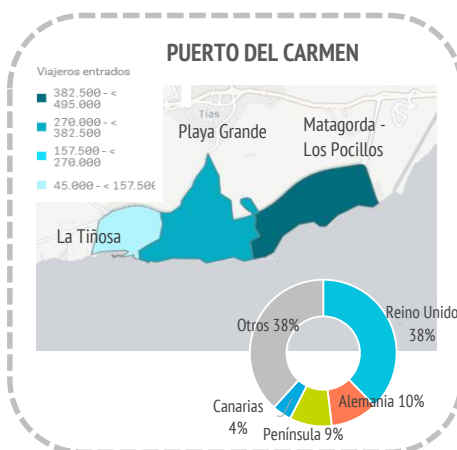 PUERTO DEL CARMEN
Viajeros entrados
382.500 - <
495.000
270.000 - <
382.500
157.500 - <
270.000
45.000 - < 157.500
Tías
Playa Grande
Matagorda -
Los Pocillos
La Tiñosa
Otros 38%
Reino Unido
38%
Alemania 10%
Canarias
4%
Península 9%